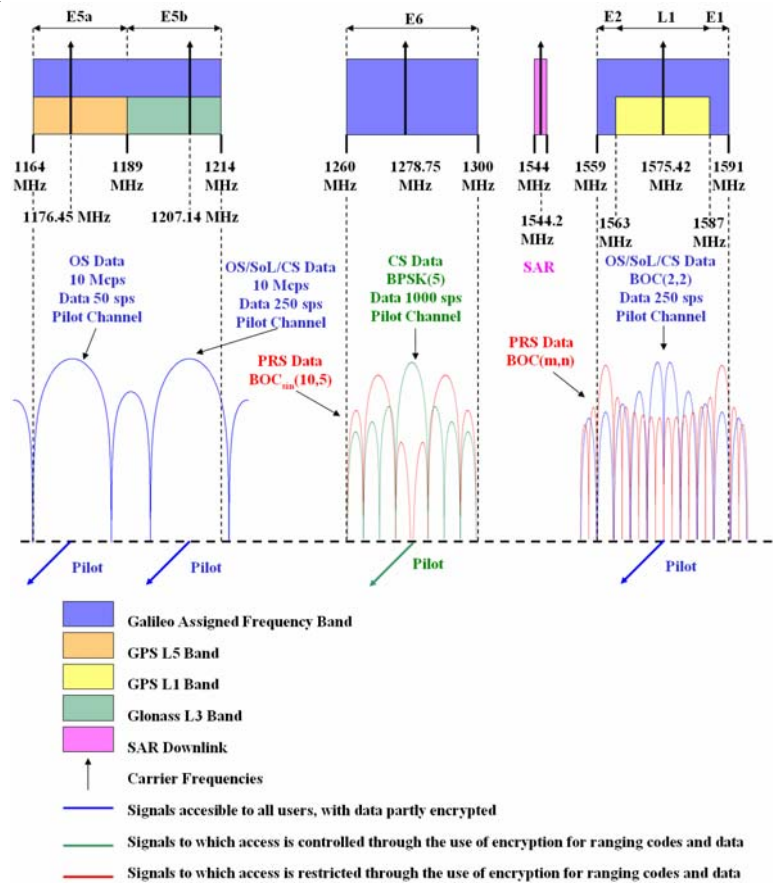 E5a E5b E6 E2 L1 E1
1164 MHz 1189 MHz 1214 MHz 1260 MHz 1278.75 MHz 1300 MHz 1544 MHz 1559 MHz 1575.42 MHz 1591 MHz
1176.45 MHz 1207.14 MHz 1544.2 MHz 1563 MHz 1587 MHz
OS Data
10 Mcps
Data 50 sps
Pilot Channel
OS/SoL/CS Data
10 Mcps
Data 250 sps
Pilot Channel
CS Data
BPSK(5)
Data 1000 sps
Pilot Channel
PRS Data
BOCsin(10,5)
SAR
OS/SoL/CS Data
BOC(2,2)
Data 250 sps
Pilot Channel
PRS Data
BOC(m,n)
Pilot Pilot Pilot Pilot
Galileo Assigned Frequency Band
GPS L5 Band
GPS L1 Band
Glonass L3 Band
SAR Downlink
Carrier Frequencies
Signals accesible to all users, with data partly encrypted
Signals to which access is controlled through the use of encryption for ranging codes and data
Signals to which access is restricted through the use of encryption for ranging codes and data